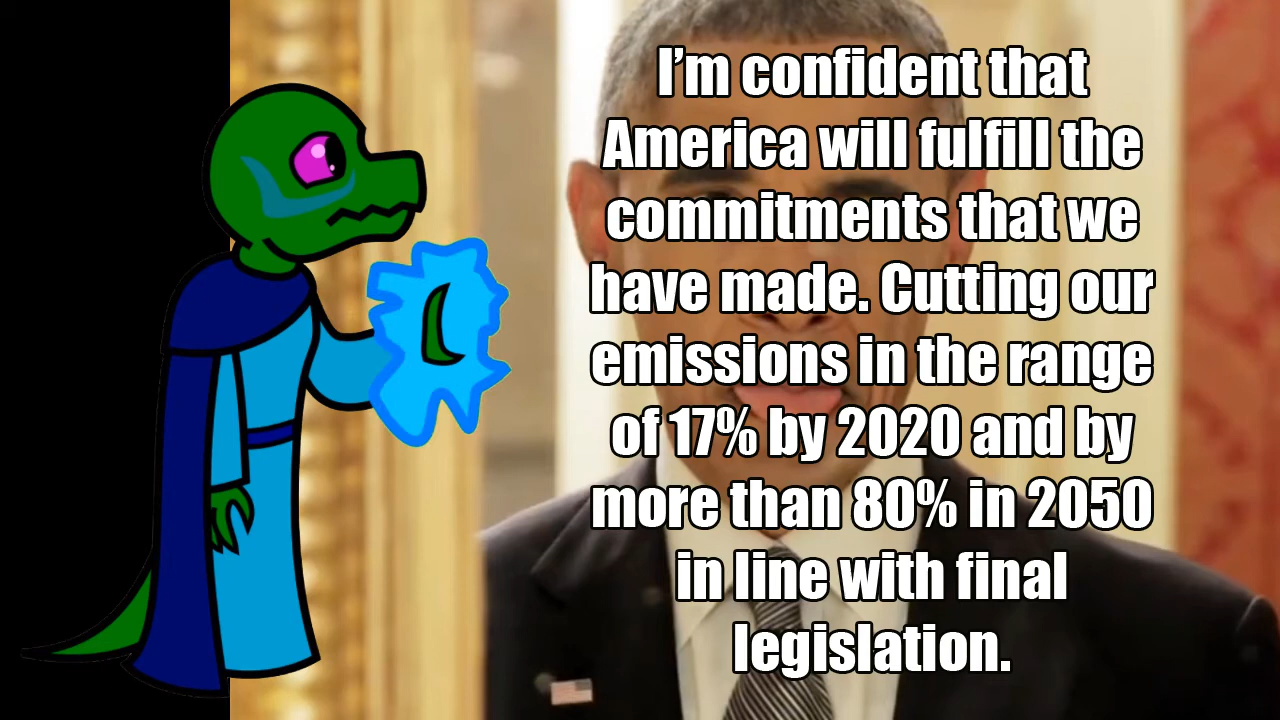 I’m confident that
America will fulfill the
commitments that we
have made. Cutting our
emissions in the range
of 17% by 2020 and by
more than 80% in 2050
in line with final
legislation.